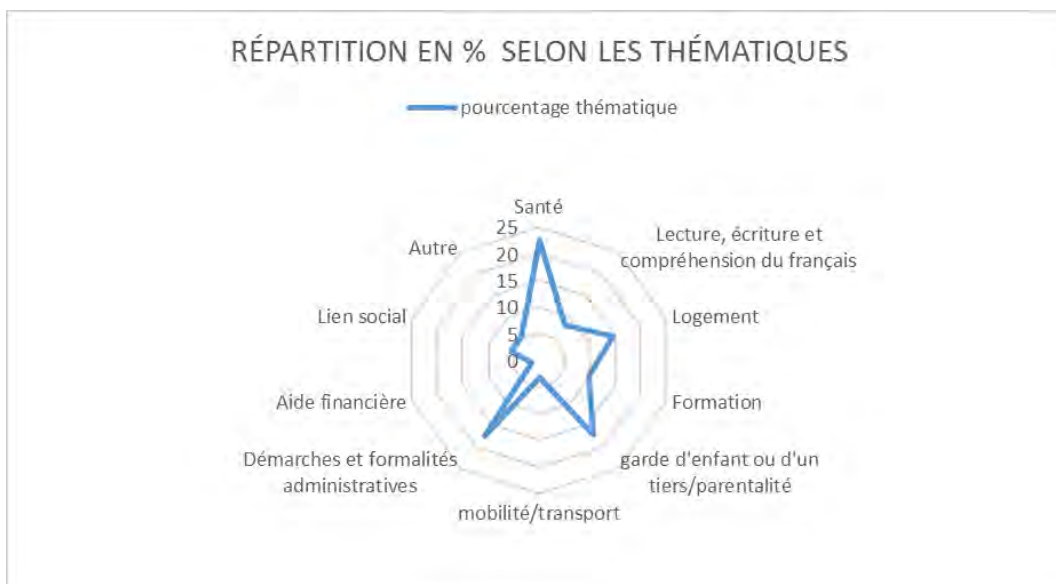 RÉPARTITION EN % SELON LES THÉMATIQUES
pourcentage thématique
Santé
25
20
15
10
5
0
Lecture, écriture et
compréhension du français
Logement
Formation
garde d'enfant ou d'un
tiers/parentalité
mobilité/transport
Démarches et formalités
administratives
Aide financière
Lien social
Autre